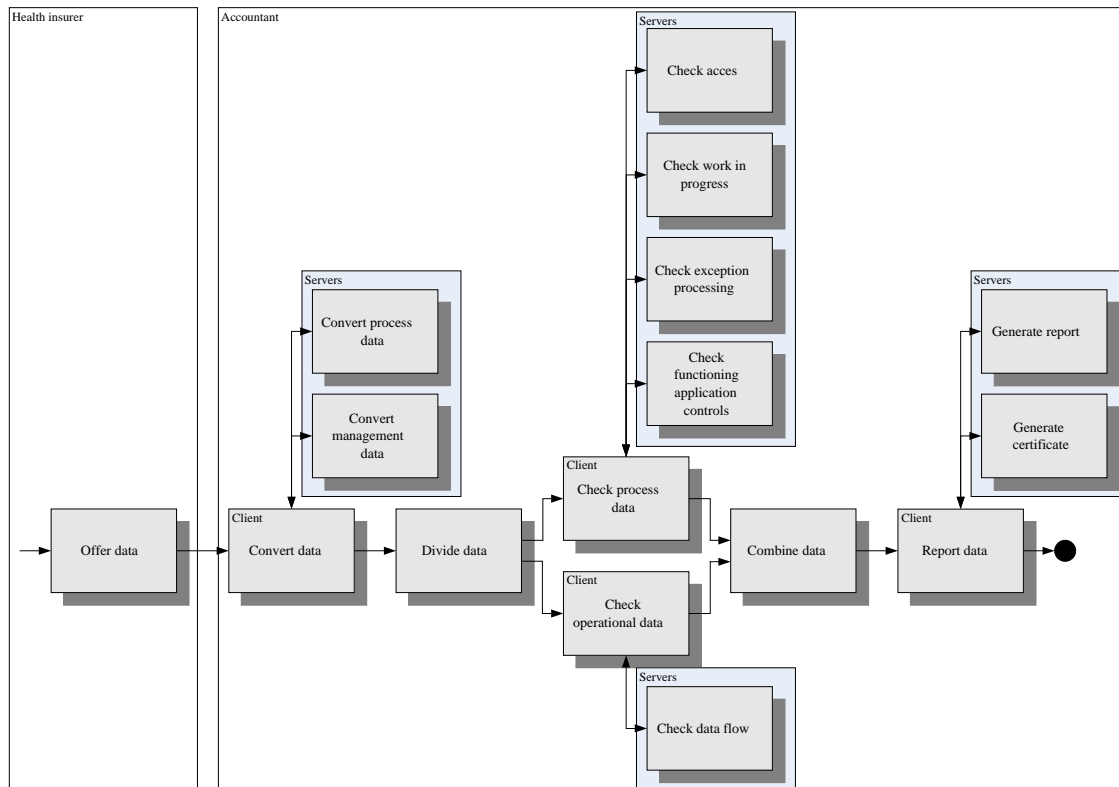 Health insurer
Accountant
Servers
Check acces
Check work in
progress
Check exception
processing
Check
functioning
application
controls
Servers
Convert process
data
Convert
management
data
Servers
Generate report
Generate
certificate
Offer data
Client
Convert data
Divide data
Client
Check process
data
Client
Check
operational data
Combine data
Client
Report data
Servers
Check data flow